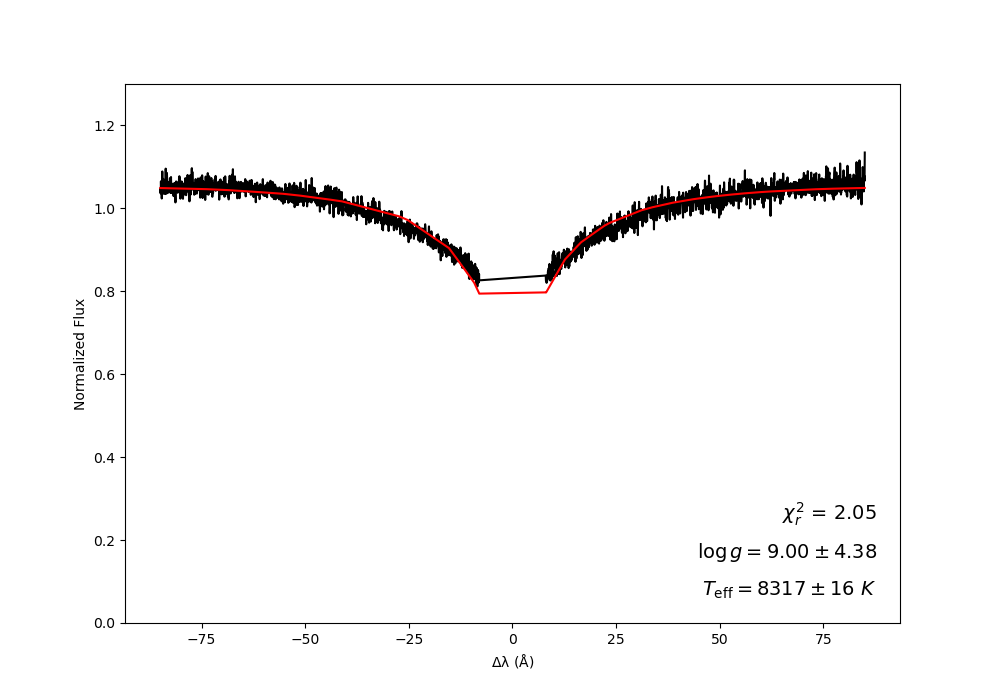 1.2
1.0
0.8
0.6
0.4
0.2
0.0
Normalized Flux
χ²ᵣ = 2.05
log g = 9.00 ± 4.38
T_eff = 8317 ± 16 K
−75 −50 −25 0 25 50 75
Δλ (Å)